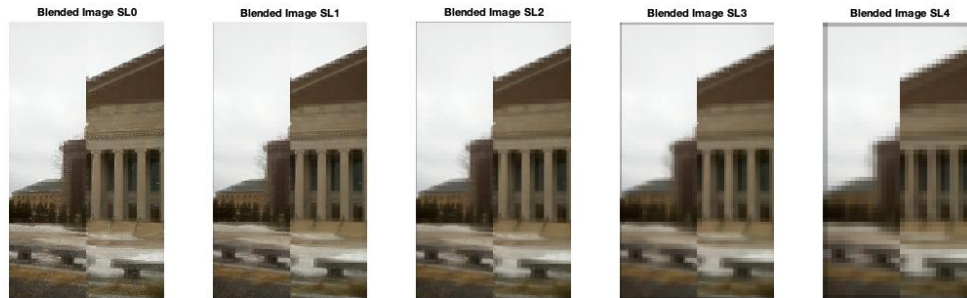 Blended Image SL0
Blended Image SL1
Blended Image SL2
Blended Image SL3
Blended Image SL4